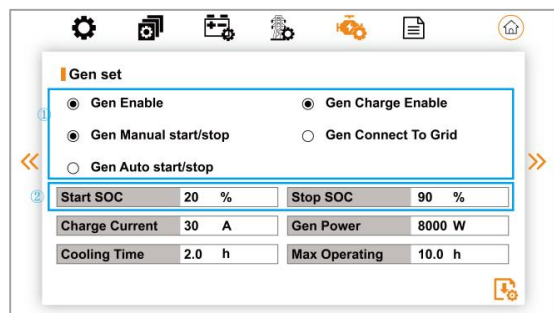 Gen set
①
Gen Enable
Gen Charge Enable
Gen Manual start/stop
Gen Connect To Grid
Gen Auto start/stop
②
Start SOC 20 % Stop SOC 90 %
Charge Current 30 A Gen Power 8000 W
Cooling Time 2.0 h Max Operating 10.0 h